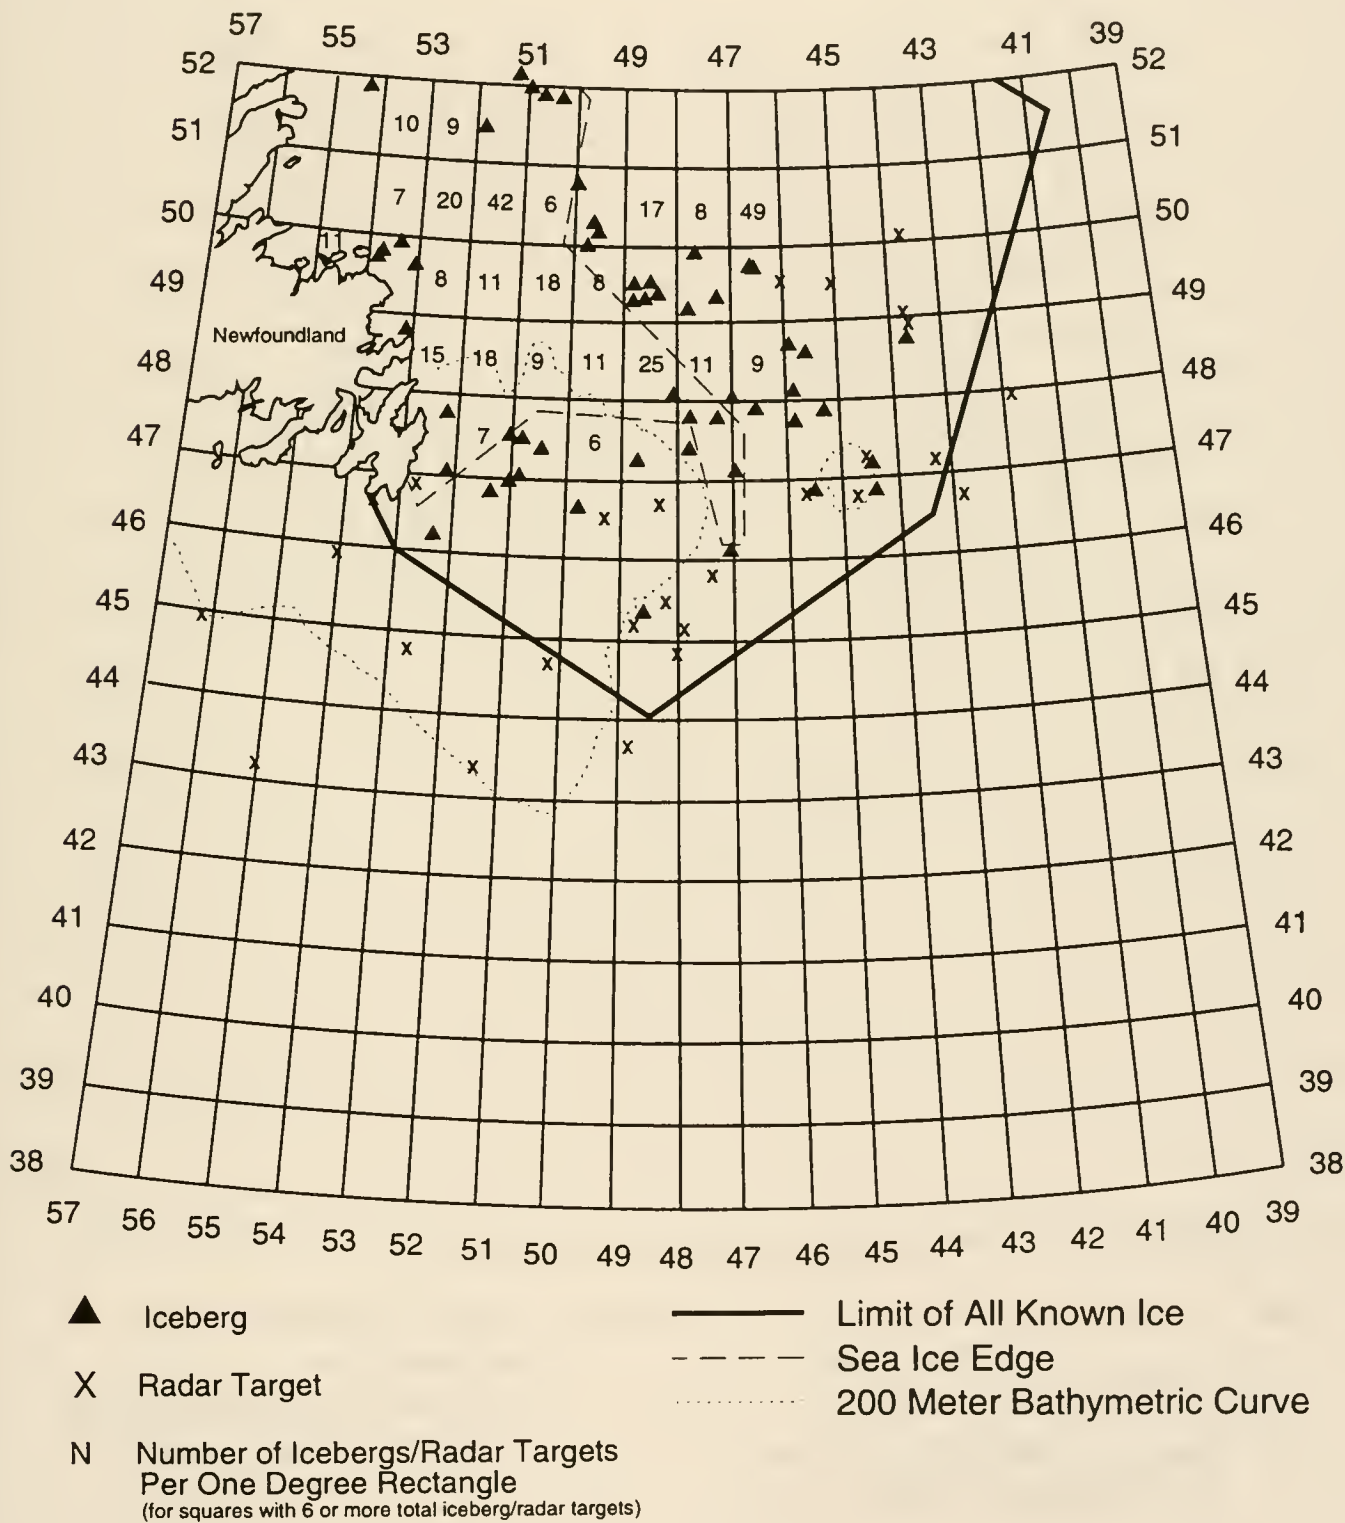 57 55 53 51 49 47 45 43 41 39
52 52
51 10 9 51
50 7 20 42 6 17 8 49 50
11
49 8 11 18 8 49
Newfoundland
48 15 18 9 11 25 11 9 48
47 7 6 47
46 46
45 45
44 44
43 43
42 42
41 41
40 40
39 39
38 38
57 56 55 54 53 52 51 50 49 48 47 46 45 44 43 42 41 40 39
Iceberg
X Radar Target
N Number of Icebergs/Radar Targets
Per One Degree Rectangle
(for squares with 6 or more total iceberg/radar targets)
Limit of All Known Ice
Sea Ice Edge
200 Meter Bathymetric Curve